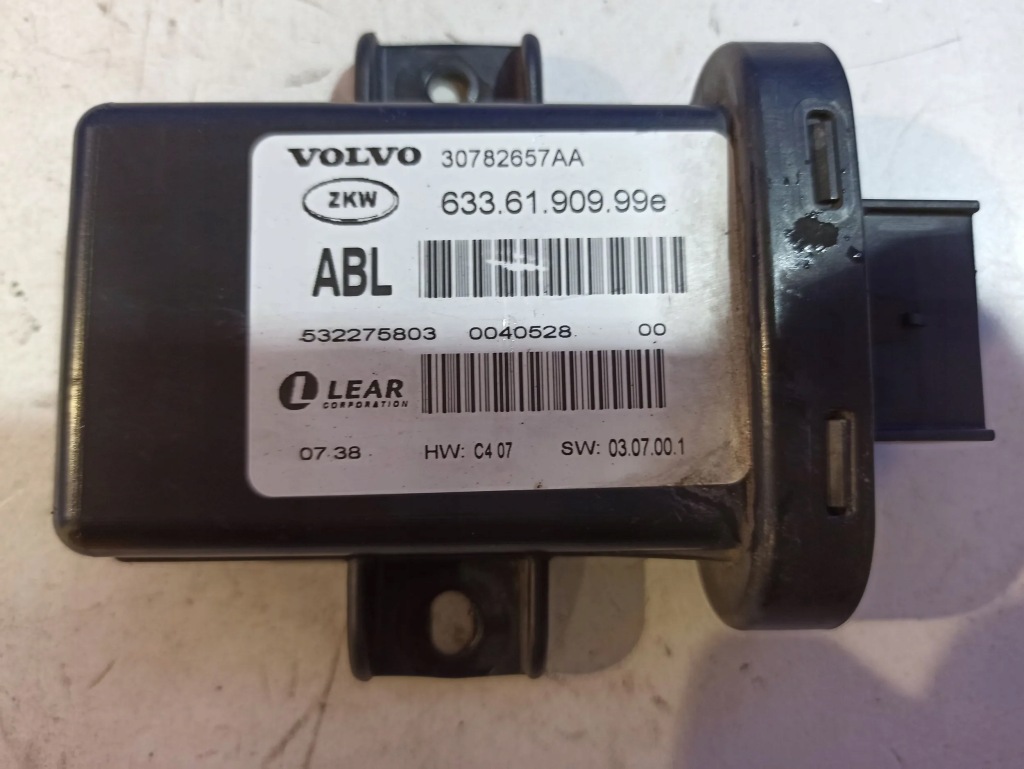 VOLVO 30782657AA
ZKW 633.61.909.99e
ABL
532275803 0040528 00
LEAR
CORPORATION
07 38 HW: C4 07 SW: 03.07.00.1